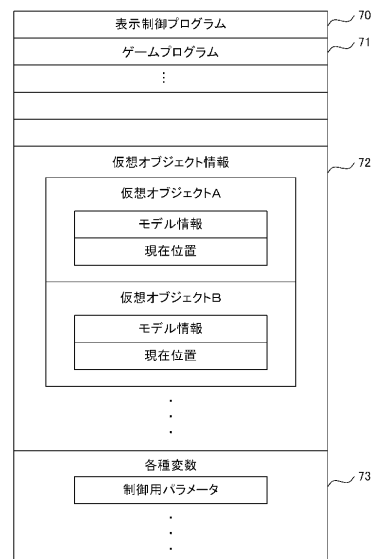 表示制御プログラム
70
ゲームプログラム
71
⋮
仮想オブジェクト情報
72
仮想オブジェクトA
モデル情報
現在位置
仮想オブジェクトB
モデル情報
現在位置
・
・
・
各種変数
73
制御用パラメータ
・
・
・